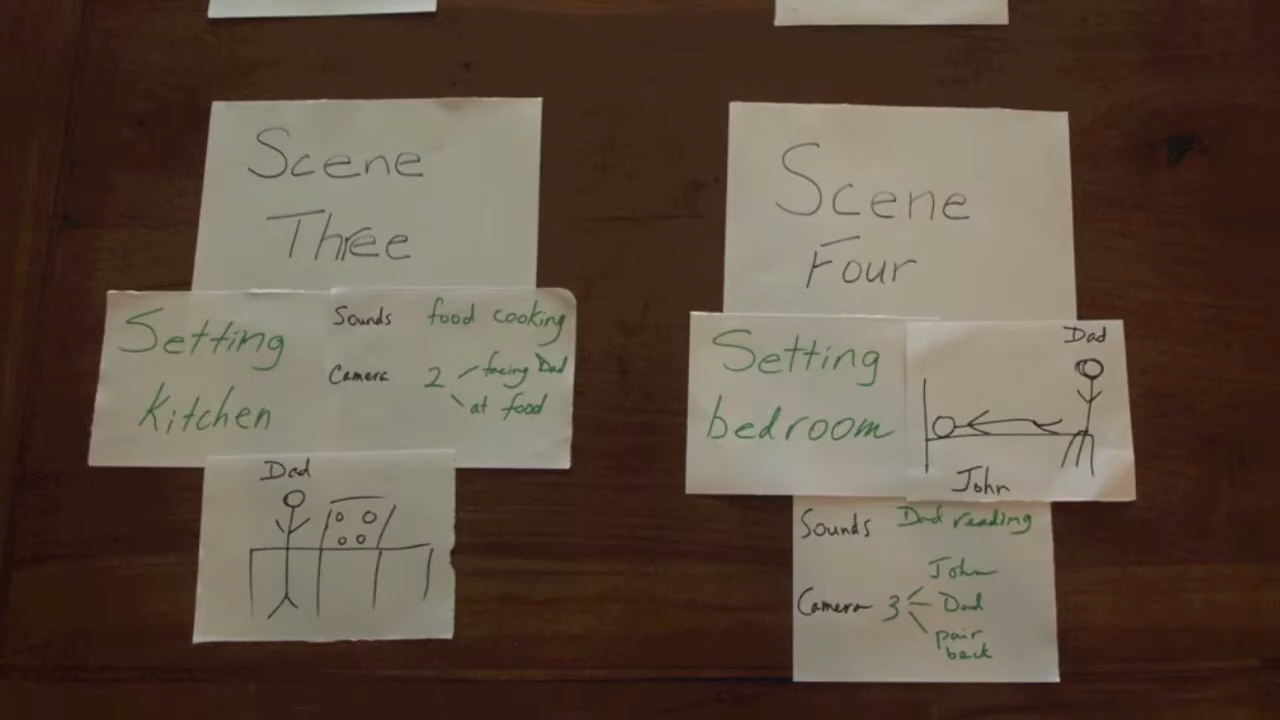 Scene
Three
Setting
Kitchen
Sounds food cooking
Camera 2 facing Dad
at food
Dad
Scene
Four
Setting
bedroom
Dad
John
Sounds Dad reading
Camera 3 John
Dad
pair
back